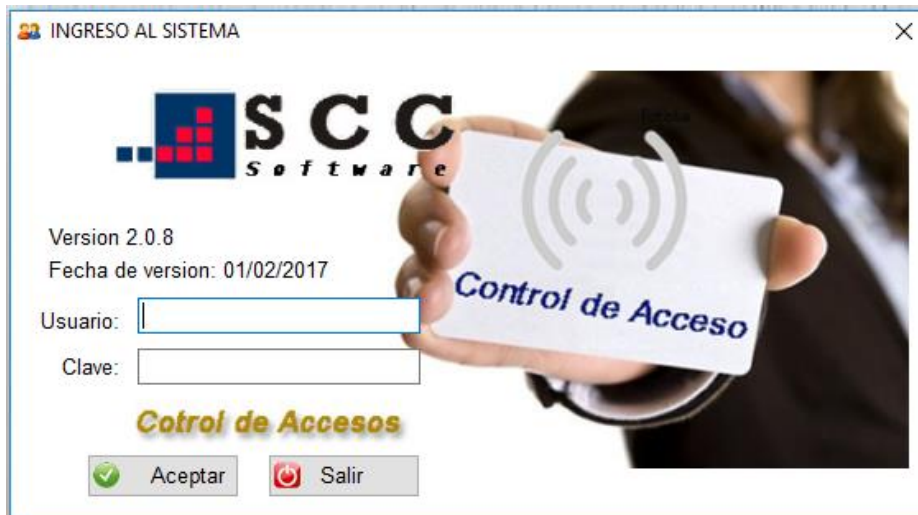 INGRESO AL SISTEMA
SCC
Software
Version 2.0.8
Fecha de version: 01/02/2017
Usuario:
Clave:
Control de Acceso
Cotrol de Accesos
Aceptar
Salir